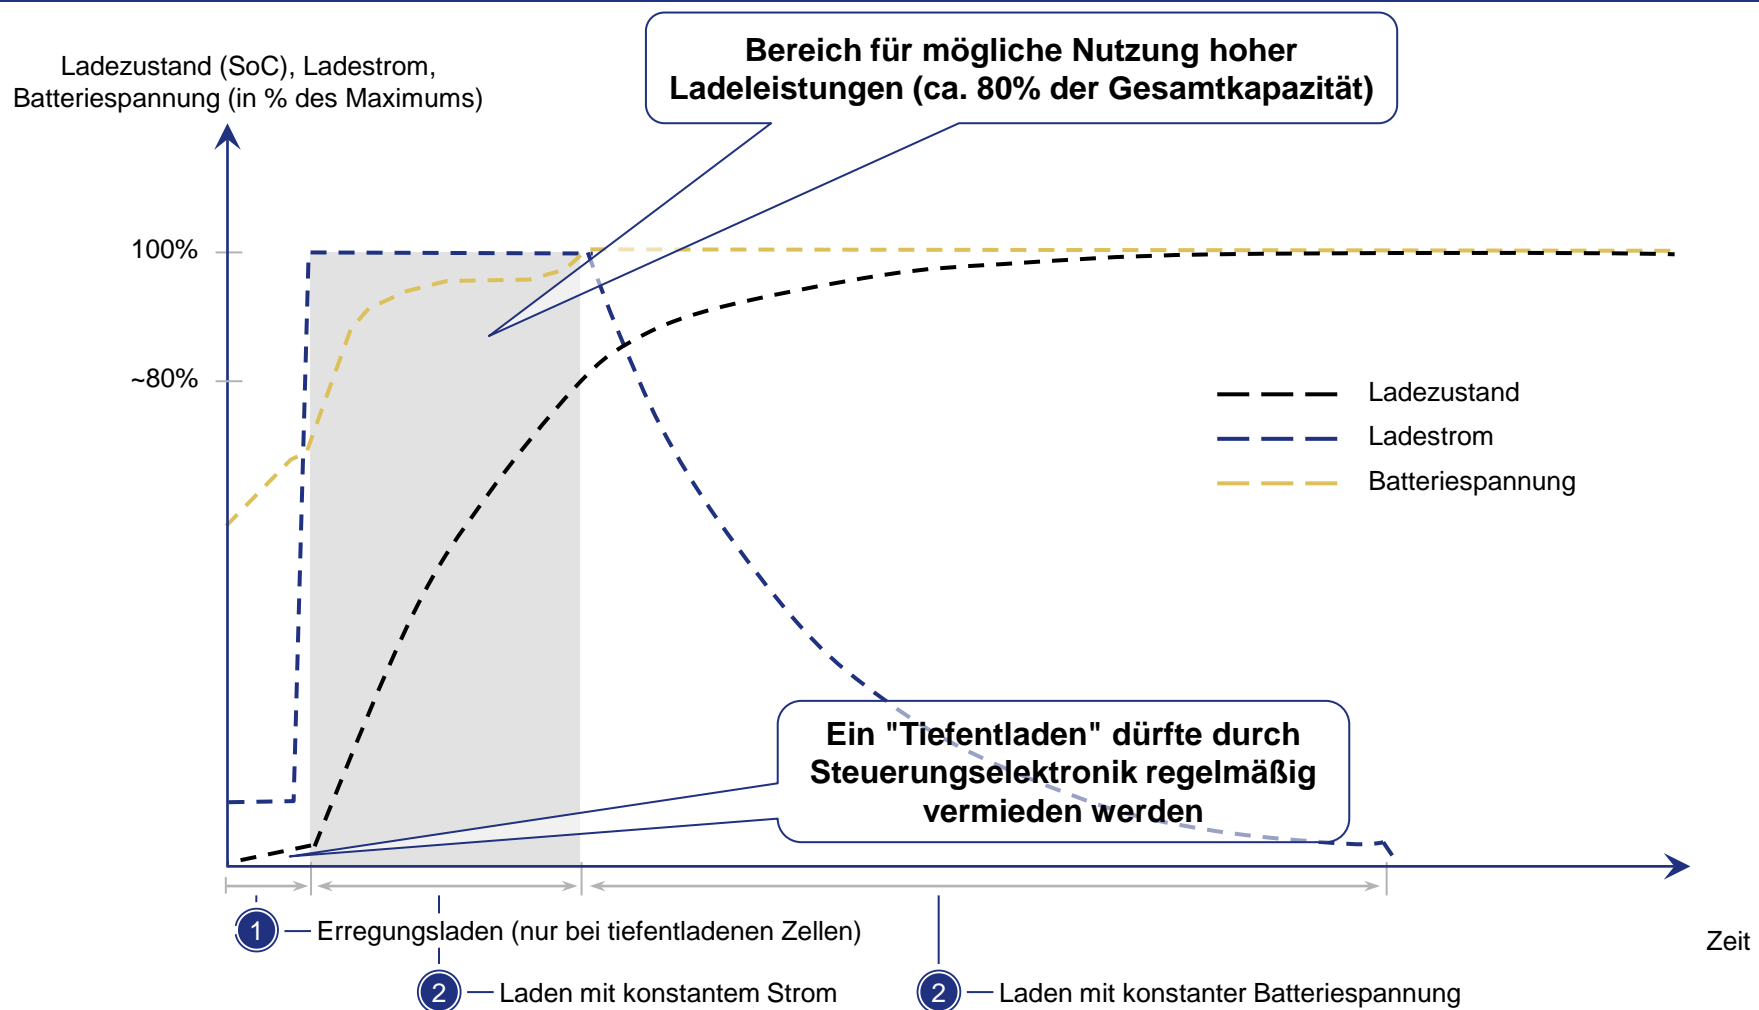 Bereich für mögliche Nutzung hoher
Ladeleistungen (ca. 80% der Gesamtkapazität)
Ladezustand (SoC), Ladestrom,
Batteriespannung (in % des Maximums)
100%
~80%
Ladezustand
Ladestrom
Batteriespannung
Ein "Tiefentladen" dürfte durch
Steuerungselektronik regelmäßig
vermieden werden
1
Erregungsladen (nur bei tiefentladenen Zellen)
Zeit
2
Laden mit konstantem Strom
2
Laden mit konstanter Batteriespannung